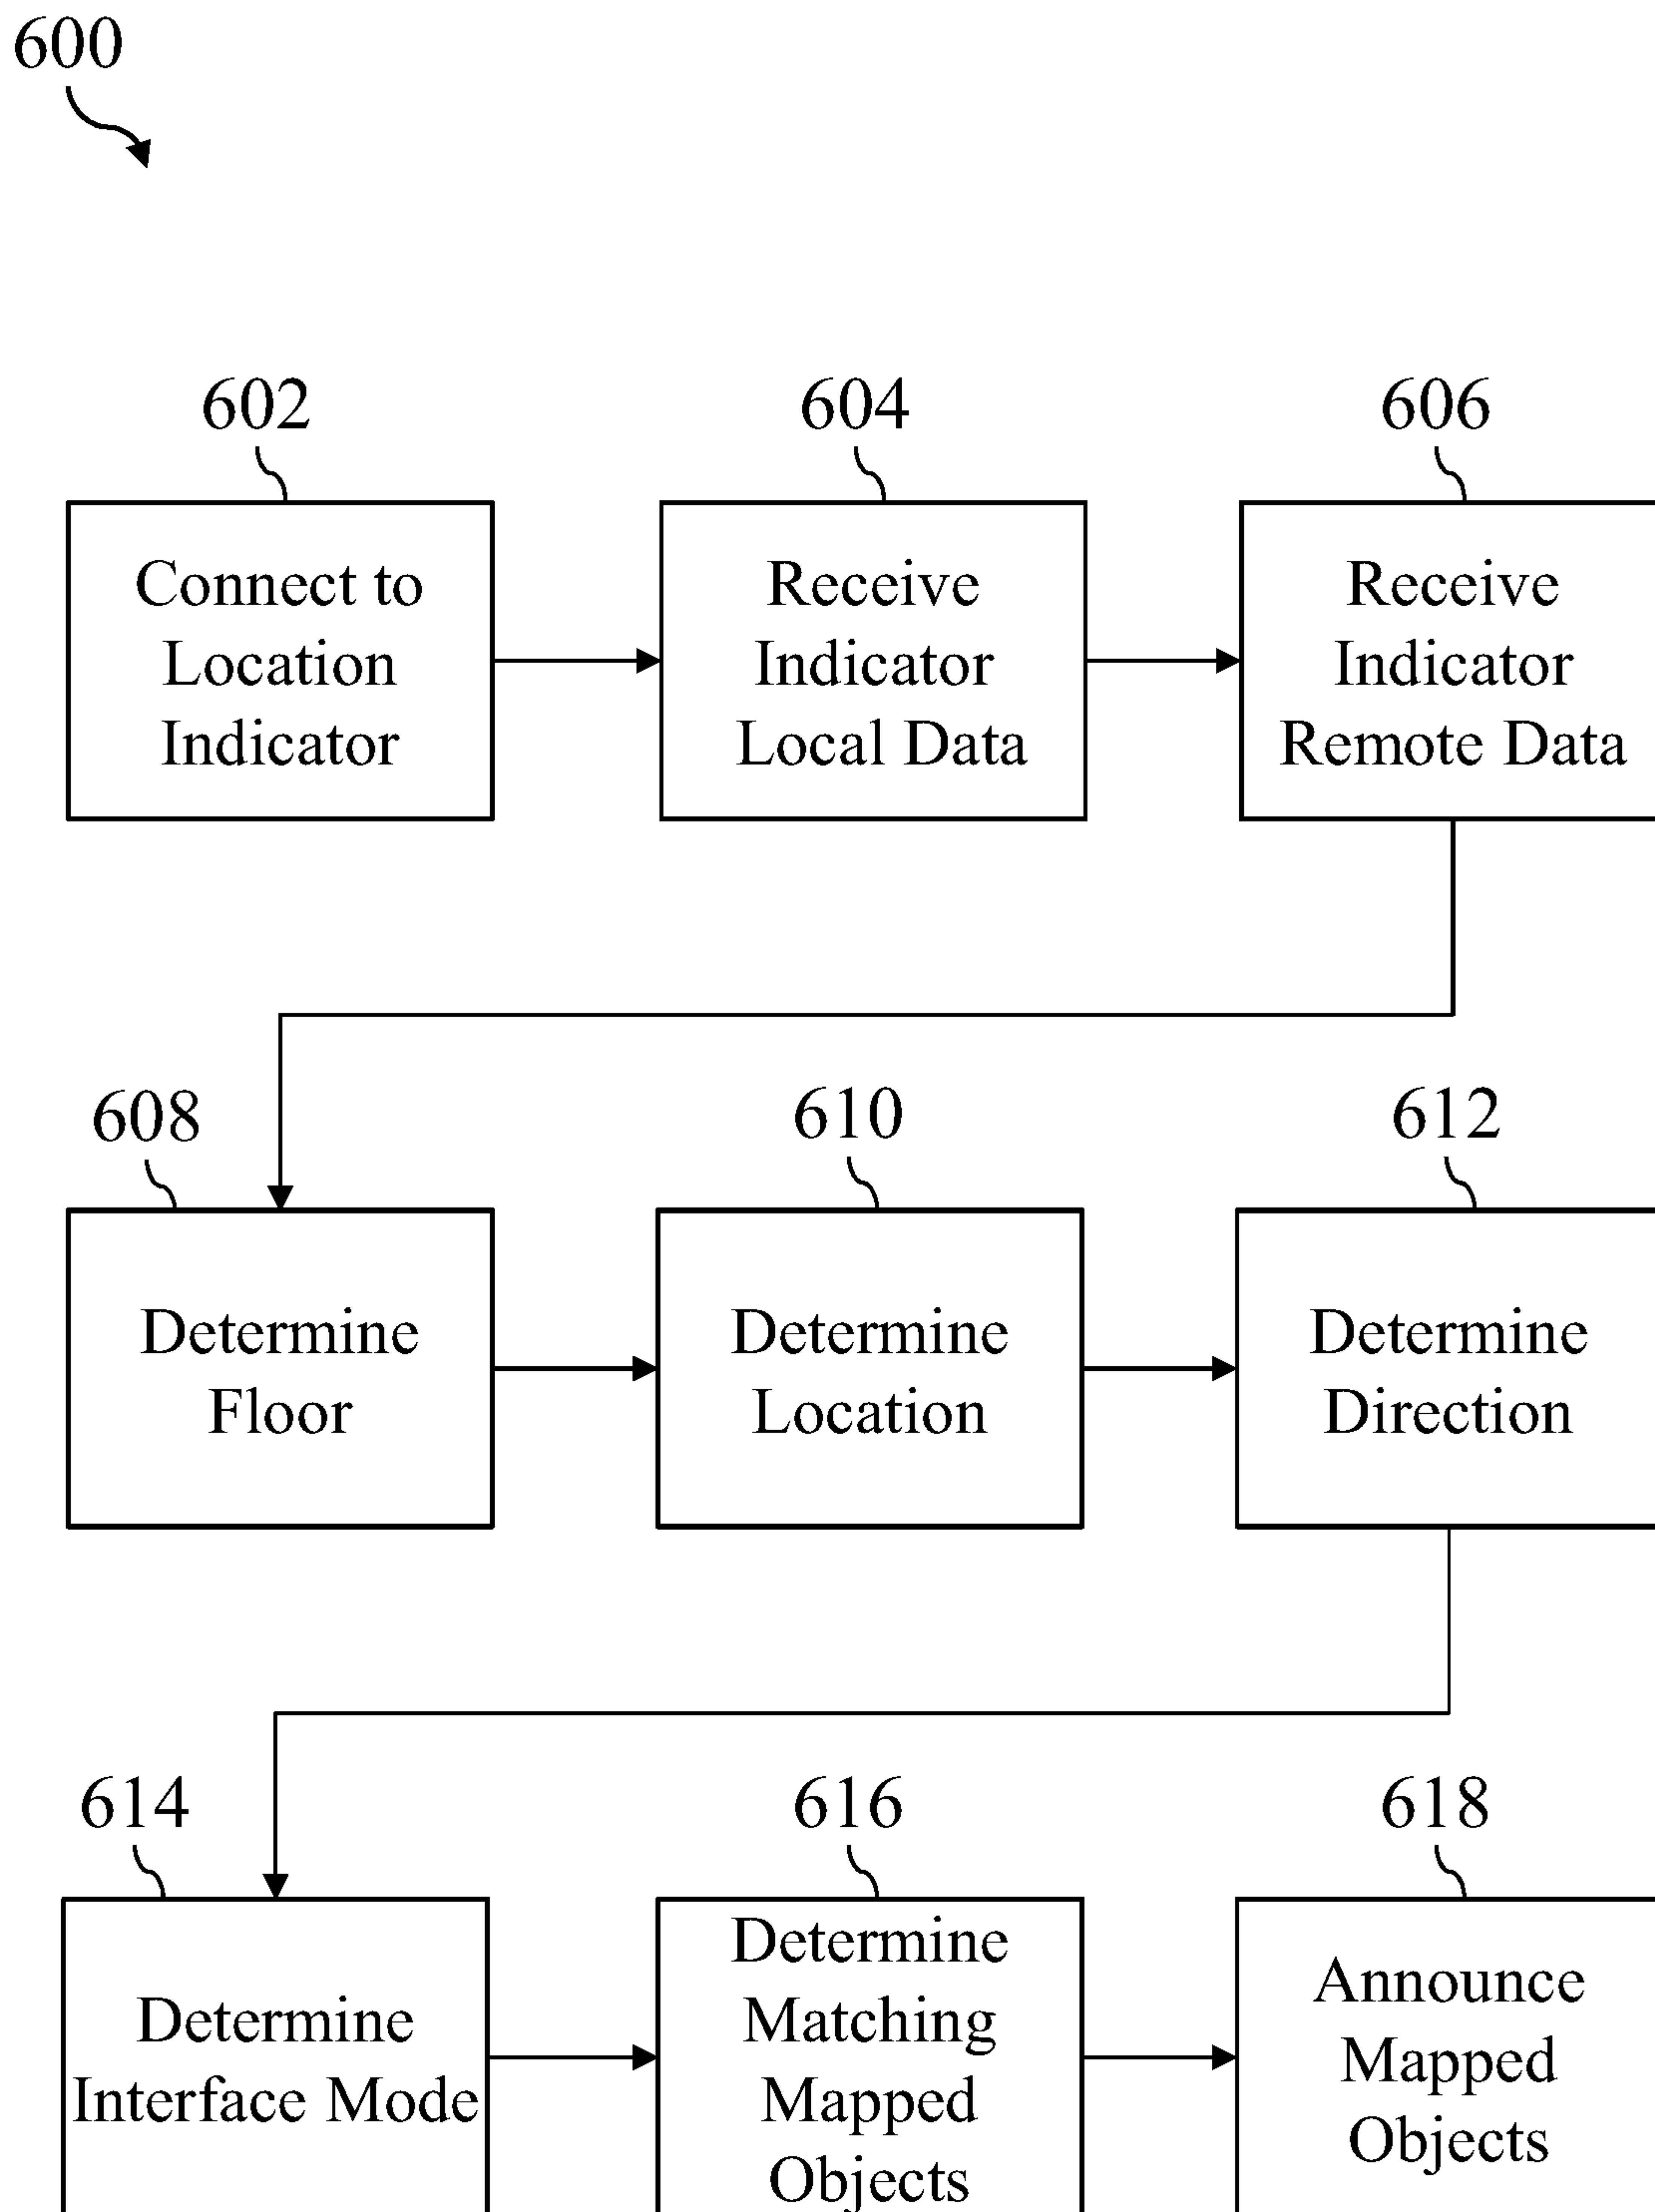 600
602
604
606
Connect to
Location
Indicator
Receive
Indicator
Local Data
Receive
Indicator
Remote Data
608
610
612
Determine
Floor
Determine
Location
Determine
Direction
614
616
618
Determine
Interface Mode
Determine
Matching
Mapped
Objects
Announce
Mapped
Objects